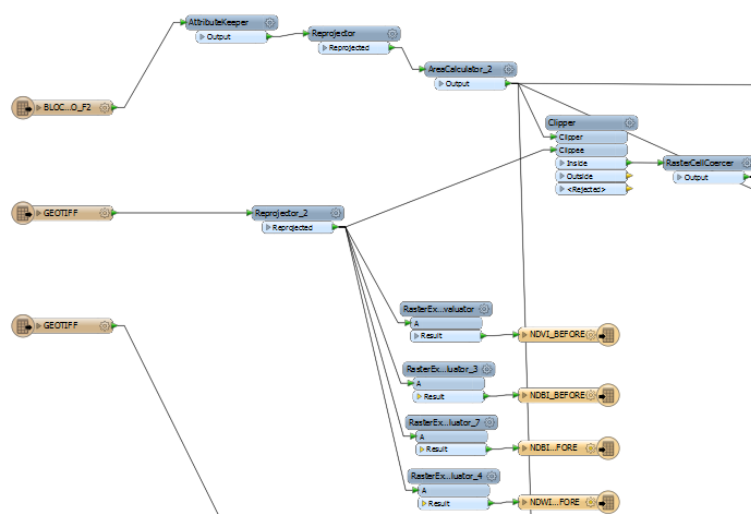 AttributeKeeper
Output
Reprojector
Reprojected
AreaCalculator_2
Output
BLOC...O_F2
Clipper
Clipper
Clippee
Inside
Outside
<Rejected>
RasterCellCoercer
Output
GEOTIFF
Reprojector_2
Reprojected
GEOTIFF
RasterEx...valuator
A
Result
NDVI_BEFORE
RasterEx...luator_3
A
Result
NDBI_BEFORE
RasterEx...luator_7
A
Result
NDBI...FORE
RasterEx...luator_4
A
Result
NDWI...FORE